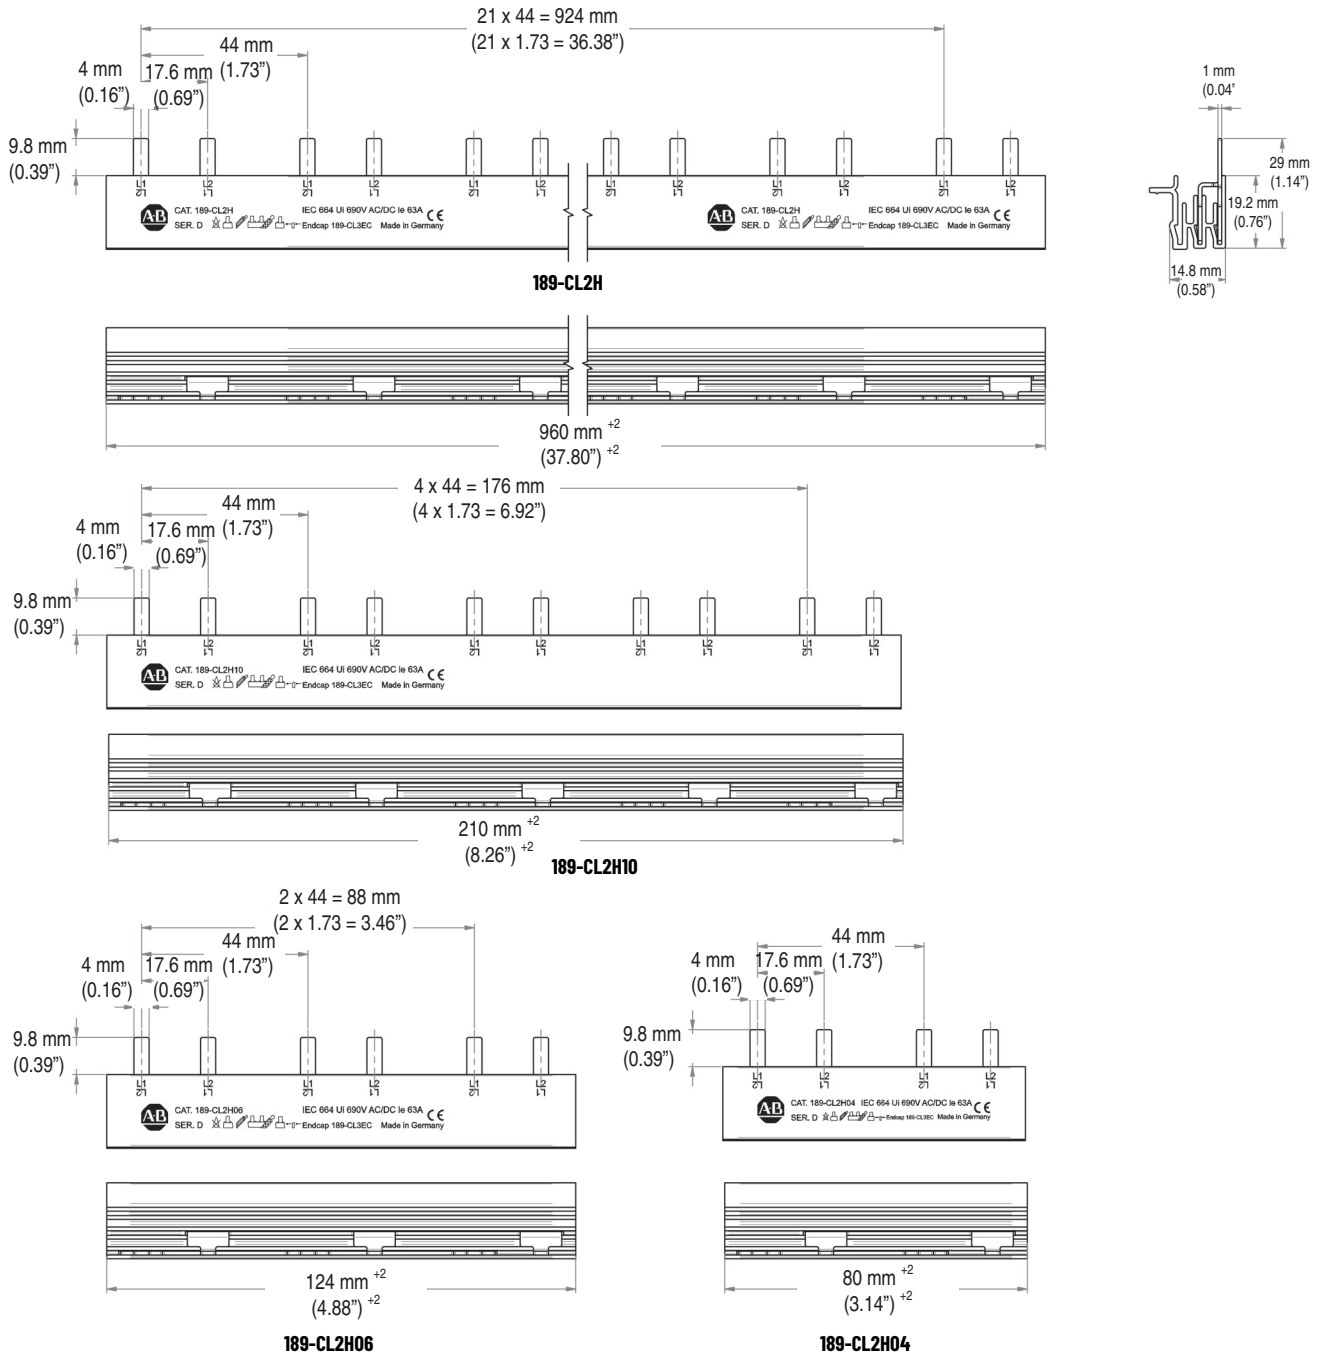 21 x 44 = 924 mm
(21 x 1.73 = 36.38”)
44 mm
(1.73”)
4 mm
(0.16”)
17.6 mm
(0.69”)
9.8 mm
(0.39”)
1 mm
(0.04”
29 mm
(1.14”)
19.2 mm
(0.76”)
14.8 mm
(0.58”)
A-B
CAT. 189-CL2H IEC 664 Ui 690V AC/DC Ie 63A CE
SER. D Endcap 189-CL3EC Made in Germany
A-B
CAT. 189-CL2H IEC 664 Ui 690V AC/DC Ie 63A CE
SER. D Endcap 189-CL3EC Made in Germany
189-CL2H
960 mm +2
(37.80”) +2
4 x 44 = 176 mm
(4 x 1.73 = 6.92”)
44 mm
(1.73”)
4 mm
(0.16”)
17.6 mm
(0.69”)
9.8 mm
(0.39”)
A-B
CAT. 189-CL2H10 IEC 664 Ui 690V AC/DC Ie 63A CE
SER. D Endcap 189-CL3EC Made in Germany
210 mm +2
(8.26”) +2
189-CL2H10
2 x 44 = 88 mm
(2 x 1.73 = 3.46”)
44 mm
(1.73”)
4 mm
(0.16”)
17.6 mm
(0.69”)
9.8 mm
(0.39”)
A-B
CAT. 189-CL2H06 IEC 664 Ui 690V AC/DC Ie 63A CE
SER. D Endcap 189-CL3EC Made in Germany
124 mm +2
(4.88”) +2
189-CL2H06
44 mm
(1.73”)
4 mm
(0.16”)
17.6 mm
(0.69”)
9.8 mm
(0.39”)
A-B
CAT. 189-CL2H04 IEC 664 Ui 690V AC/DC Ie 63A CE
SER. D Endcap 189-CL3EC Made in Germany
80 mm +2
(3.14”) +2
189-CL2H04